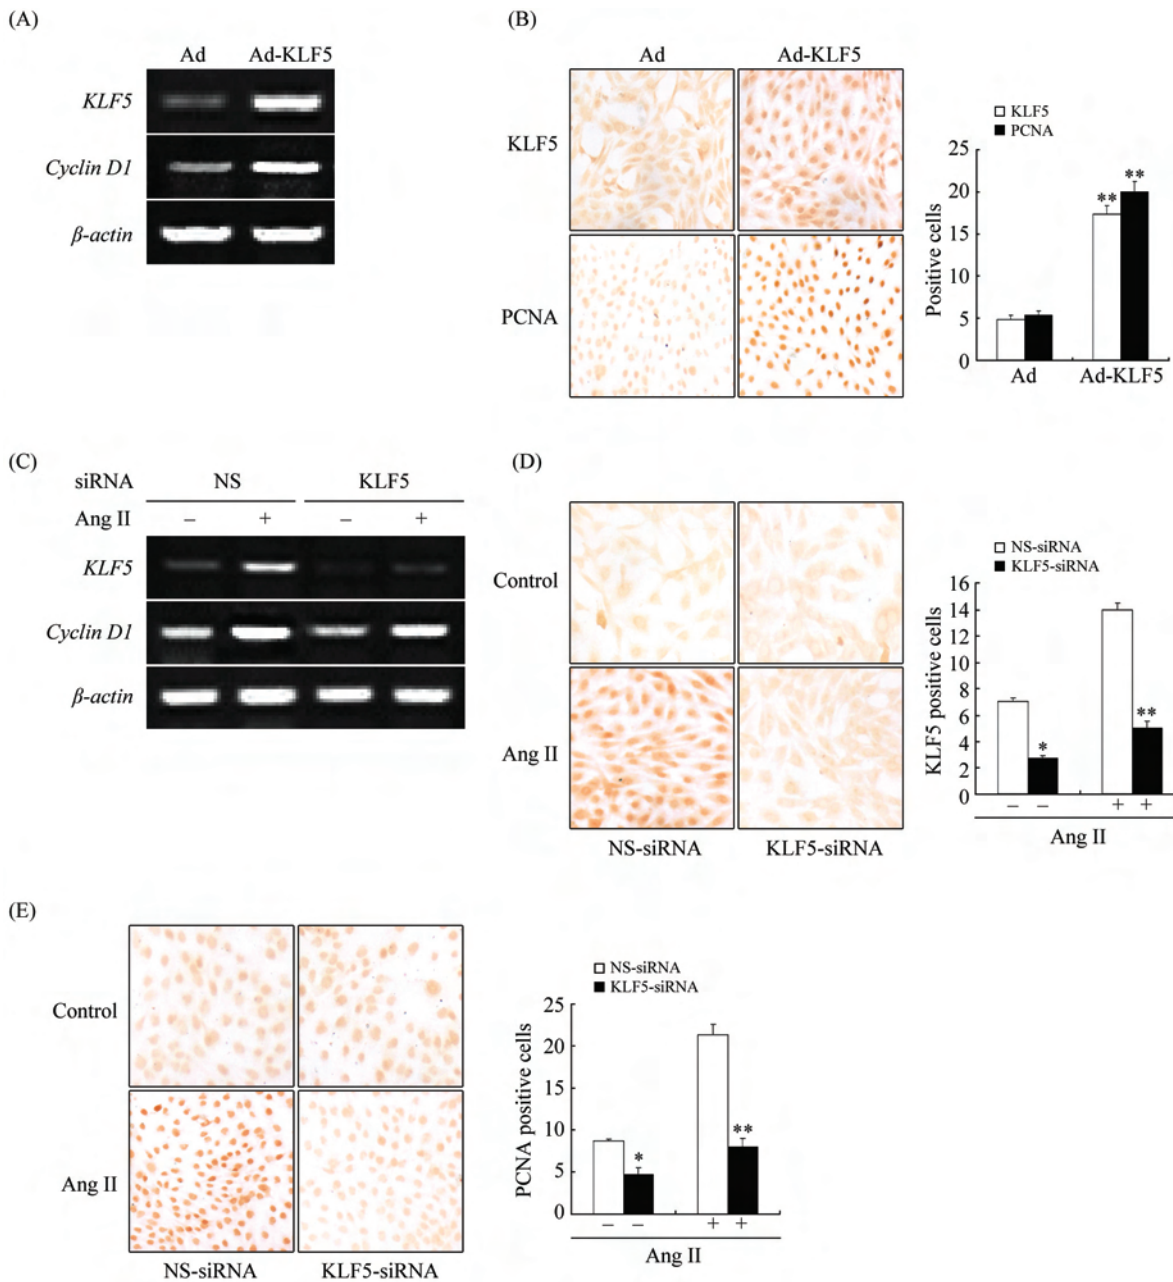 (A)
Ad Ad-KLF5
KLF5
Cyclin D1
β-actin
(B)
Ad Ad-KLF5
KLF5
PCNA
KLF5
PCNA
Positive cells
25
20
15
10
5
0
** **
Ad Ad-KLF5
(C)
siRNA NS KLF5
Ang II – + – +
KLF5
Cyclin D1
β-actin
(D)
Control
Ang II
NS-siRNA KLF5-siRNA
NS-siRNA
KLF5-siRNA
KLF5 positive cells
16
14
12
10
8
6
4
2
0
* **
– – + +
Ang II
(E)
Control
Ang II
NS-siRNA KLF5-siRNA
NS-siRNA
KLF5-siRNA
PCNA positive cells
25
20
15
10
5
0
* **
– – + +
Ang II